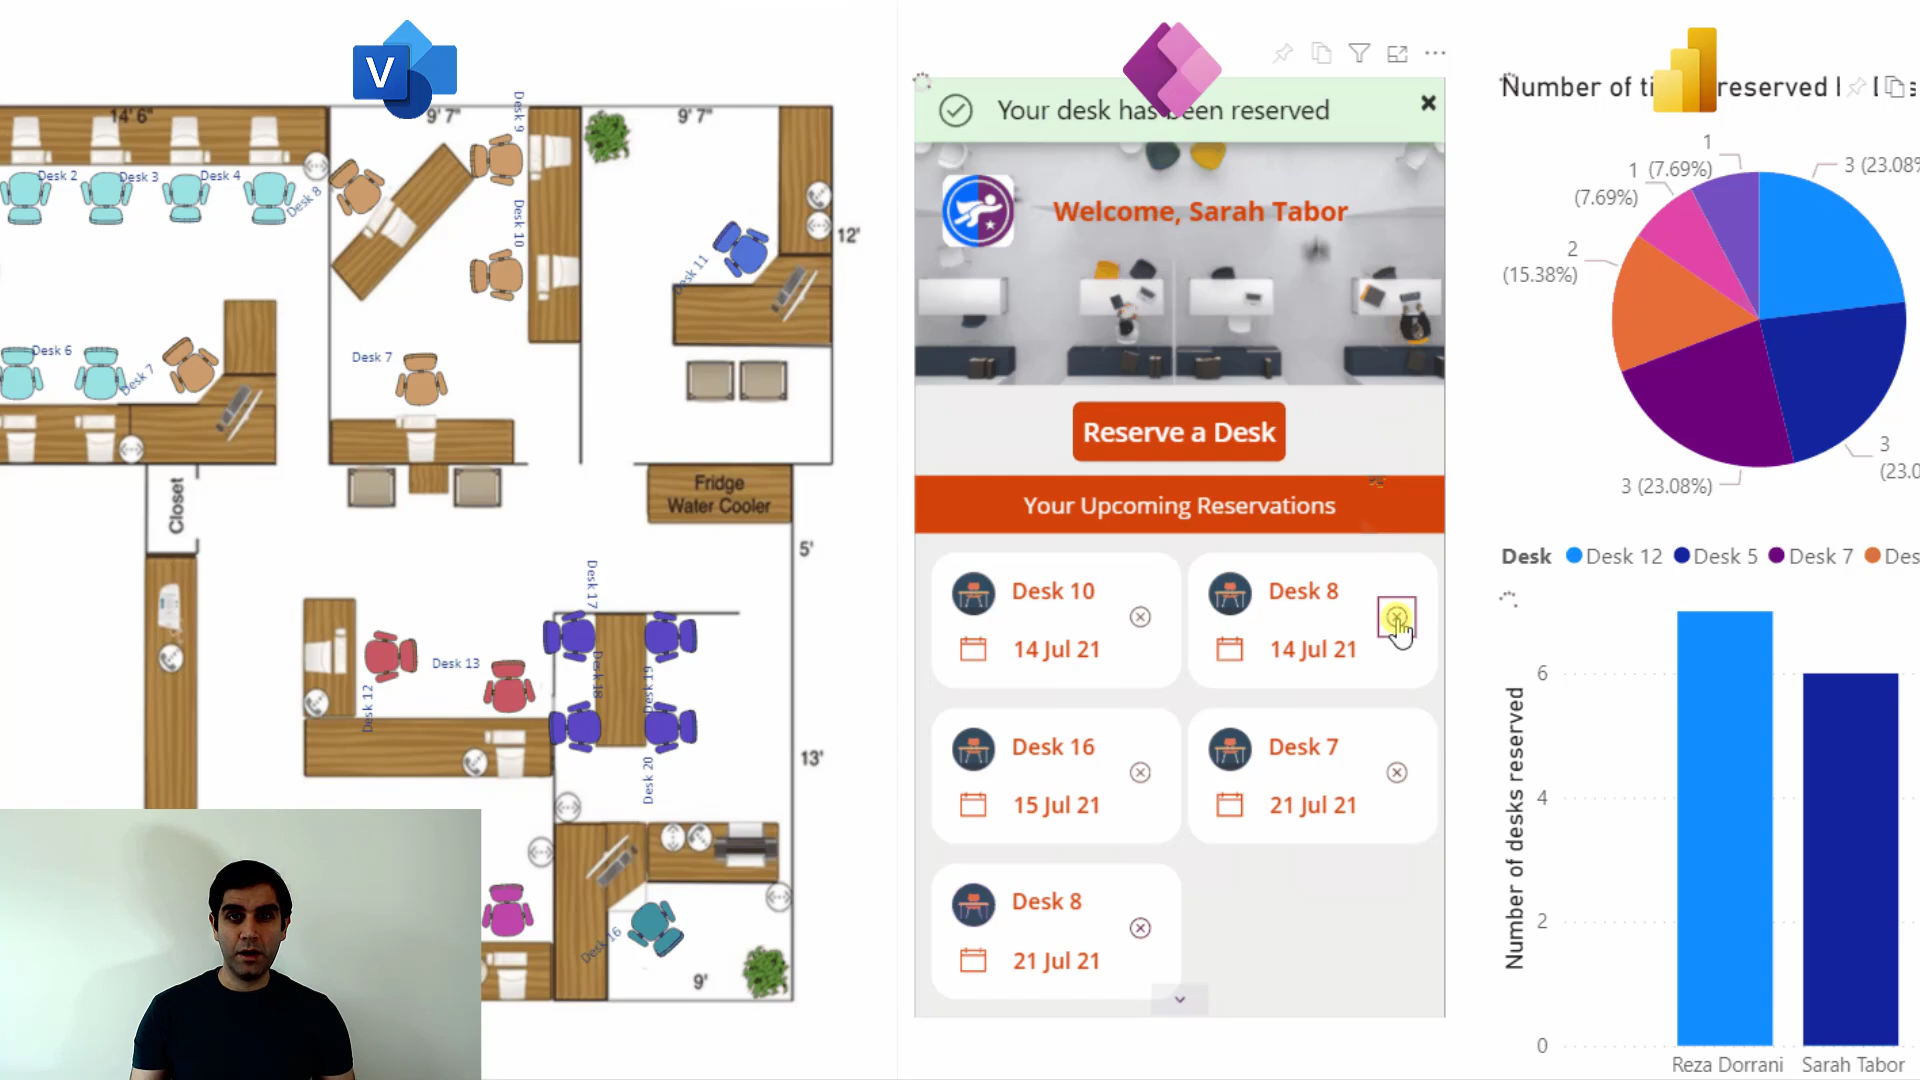 V
14' 6"
9' 7"
9' 7"
Desk 9
Desk 2
Desk 3
Desk 4
Desk 8
Desk 10
Desk 11
12'
Desk 6
Desk 7
Desk 7
Closet
Fridge
Water Cooler
5'
Desk 17
Desk 13
Desk 12
Desk 18
Desk 19
Desk 20
13'
Desk 16
9'
Your desk has been reserved
Welcome, Sarah Tabor
Reserve a Desk
Your Upcoming Reservations
Desk 10
14 Jul 21
Desk 8
14 Jul 21
Desk 16
15 Jul 21
Desk 7
21 Jul 21
Desk 8
21 Jul 21
Number of ti reserved
1
(7.69%)
3 (23.08%
1
(7.69%)
2
(15.38%)
3
(23.0
3 (23.08%)
Desk Desk 12 Desk 5 Desk 7 Des
Number of desks reserved
6
4
2
0
Reza Dorrani Sarah Tabor